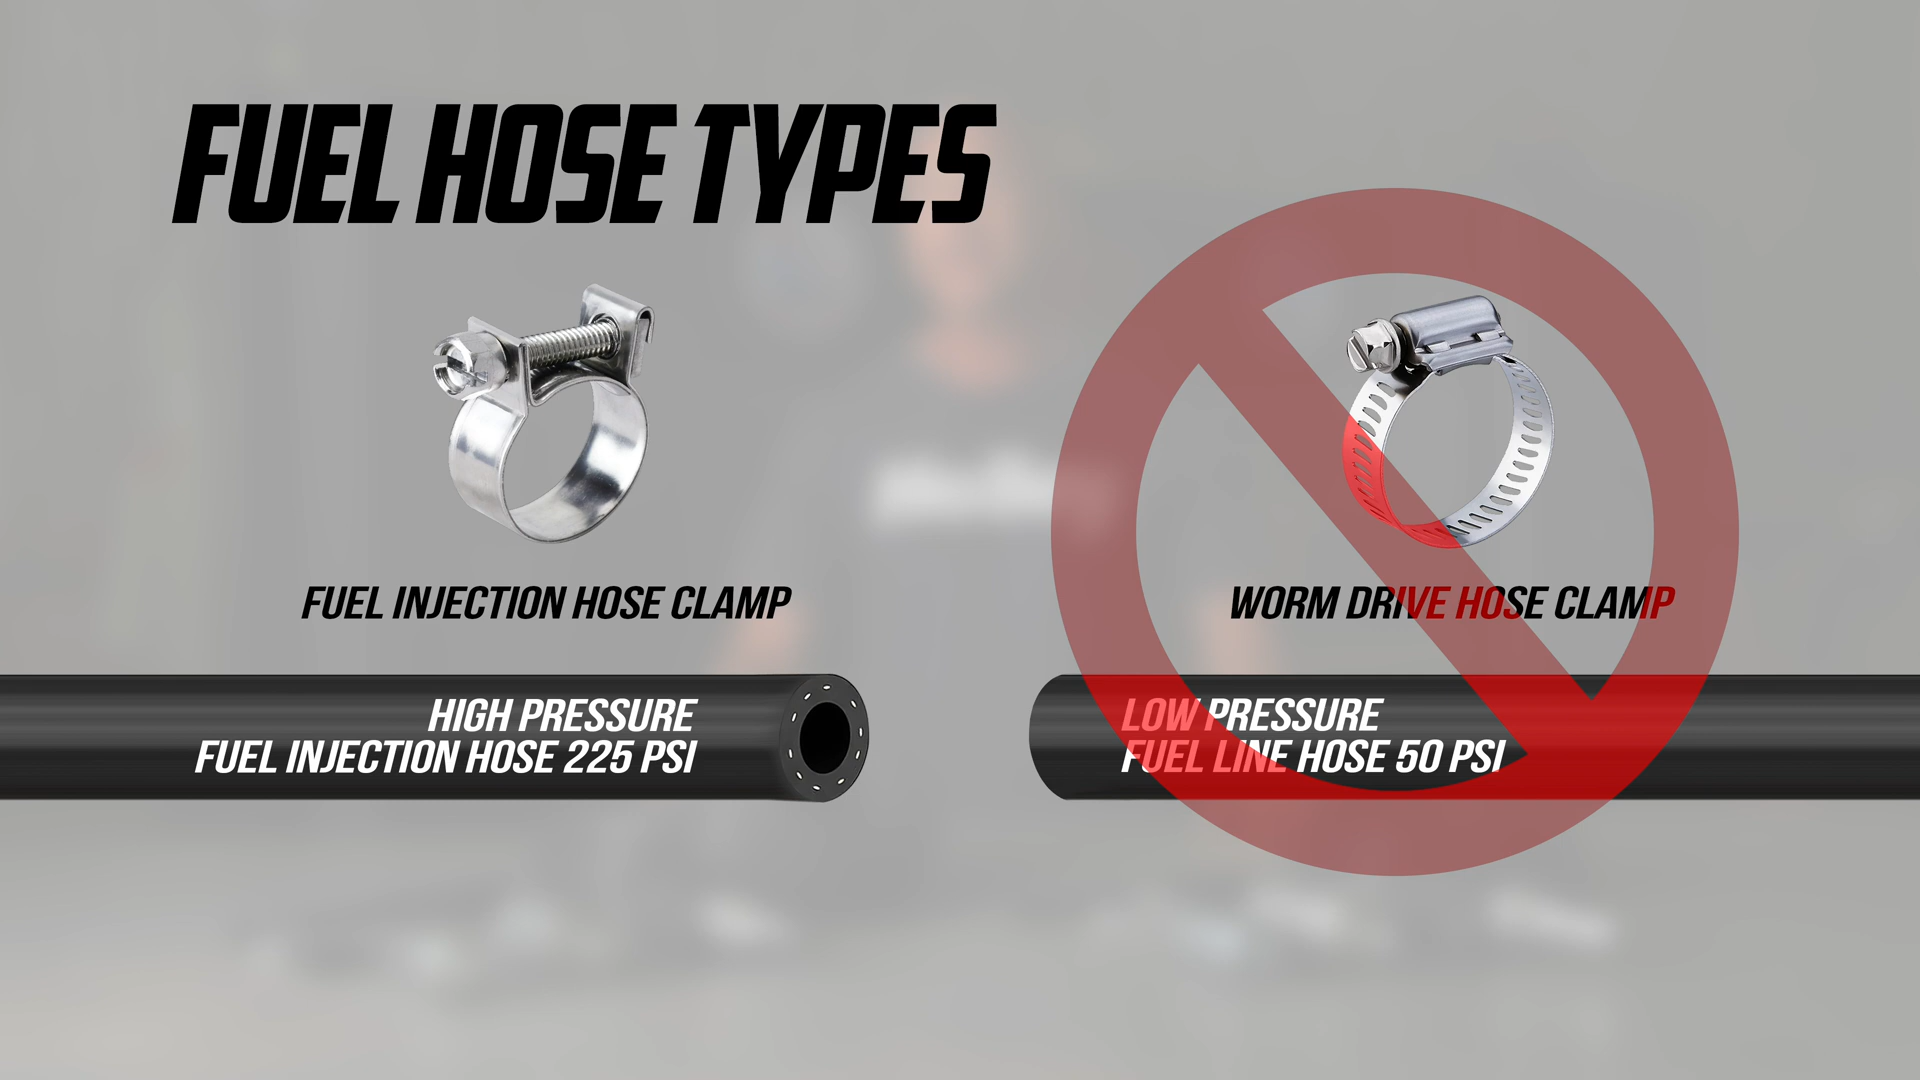 FUEL HOSE TYPES
FUEL INJECTION HOSE CLAMP
HIGH PRESSURE
FUEL INJECTION HOSE 225 PSI
WORM DRIVE HOSE CLAMP
LOW PRESSURE
FUEL LINE HOSE 50 PSI